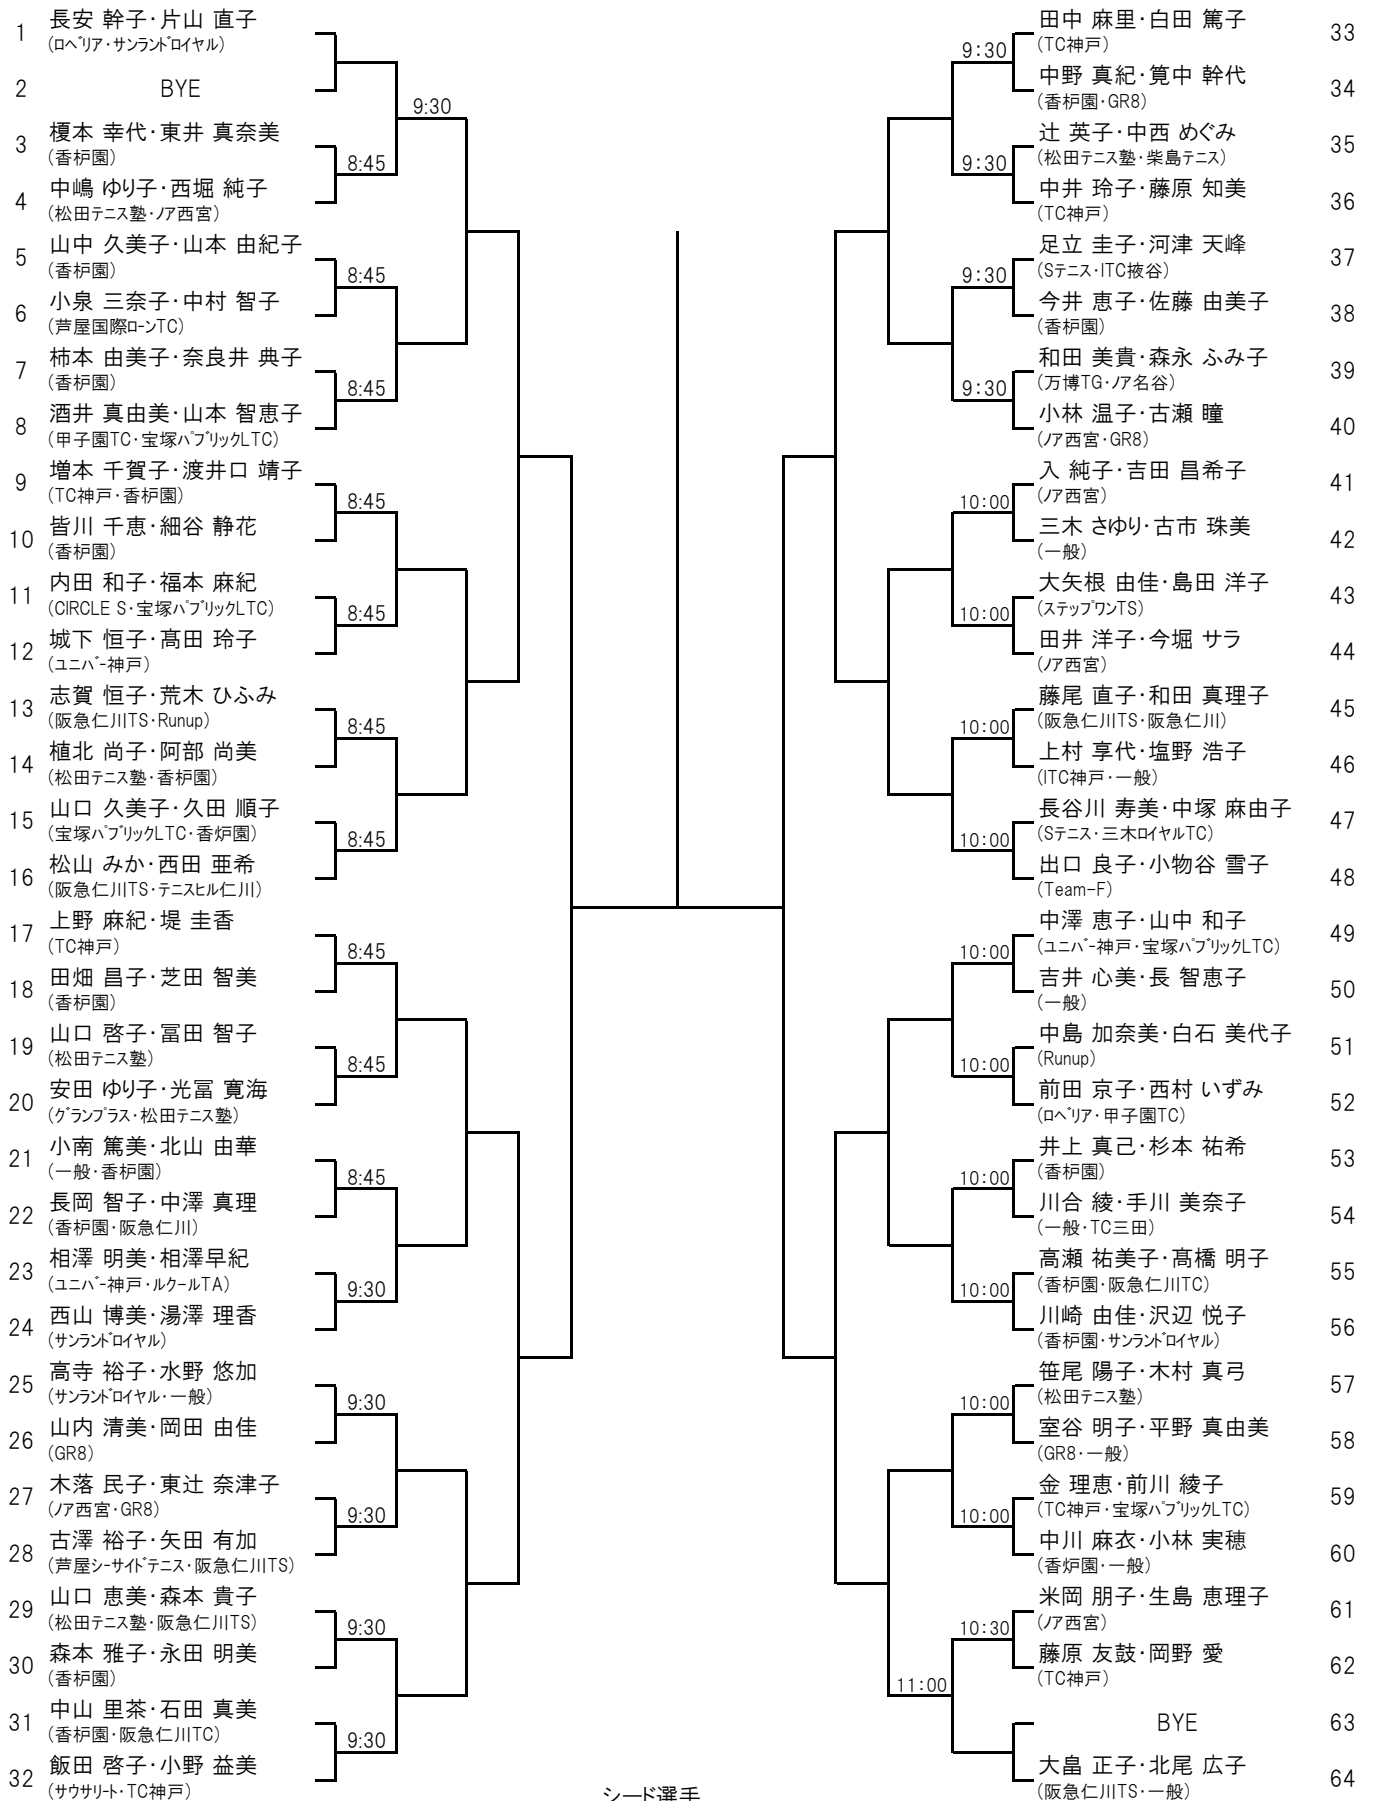 1 長安 幹子・片山 直子
(ロベリア・サンランドロイヤル)
2 BYE
9:30
3 榎本 幸代・東井 真奈美
(香枦園)
8:45
4 中嶋 ゆり子・西堀 純子
(松田テニス塾・ノア西宮)
5 山中 久美子・山本 由紀子
(香枦園)
8:45
6 小泉 三奈子・中村 智子
(芦屋国際ローンTC)
7 柿本 由美子・奈良井 典子
(香枦園)
8:45
8 酒井 真由美・山本 智恵子
(甲子園TC・宝塚パブリックLTC)
9 増本 千賀子・渡井口 靖子
(TC神戸・香枦園)
8:45
10 皆川 千恵・細谷 静花
(香枦園)
11 内田 和子・福本 麻紀
(CIRCLE S・宝塚パブリックLTC)
8:45
12 城下 恒子・髙田 玲子
(ユニバー神戸)
13 志賀 恒子・荒木 ひふみ
(阪急仁川TS・Runup)
8:45
14 植北 尚子・阿部 尚美
(松田テニス塾・香枦園)
15 山口 久美子・久田 順子
(宝塚パブリックLTC・香炉園)
8:45
16 松山 みか・西田 亜希
(阪急仁川TS・テニスヒル仁川)
17 上野 麻紀・堤 圭香
(TC神戸)
8:45
18 田畑 昌子・芝田 智美
(香枦園)
19 山口 啓子・冨田 智子
(松田テニス塾)
8:45
20 安田 ゆり子・光冨 寛海
(グランプラス・松田テニス塾)
21 小南 篤美・北山 由華
(一般・香枦園)
8:45
22 長岡 智子・中澤 真理
(香枦園・阪急仁川)
23 相澤 明美・相澤早紀
(ユニバー神戸・ルクールTA)
9:30
24 西山 博美・湯澤 理香
(サンランドロイヤル)
25 高寺 裕子・水野 悠加
(サンランドロイヤル・一般)
9:30
26 山内 清美・岡田 由佳
(GR8)
27 木落 民子・東辻 奈津子
(ノア西宮・GR8)
9:30
28 古澤 裕子・矢田 有加
(芦屋シーサイドテニス・阪急仁川TS)
29 山口 恵美・森本 貴子
(松田テニス塾・阪急仁川TS)
9:30
30 森本 雅子・永田 明美
(香枦園)
31 中山 里茶・石田 真美
(香枦園・阪急仁川TC)
9:30
32 飯田 啓子・小野 益美
(サウサリート・TC神戸)
シード選手
田中 麻里・白田 篤子 33
(TC神戸)
9:30
中野 真紀・筧中 幹代 34
(香枦園・GR8)
辻 英子・中西 めぐみ 35
(松田テニス塾・柴島テニス)
9:30
中井 玲子・藤原 知美 36
(TC神戸)
足立 圭子・河津 天峰 37
(Sテニス・ITC掖谷)
9:30
今井 恵子・佐藤 由美子 38
(香枦園)
和田 美貴・森永 ふみ子 39
(万博TG・ノア名谷)
9:30
小林 温子・古瀬 瞳 40
(ノア西宮・GR8)
入 純子・吉田 昌希子 41
(ノア西宮)
10:00
三木 さゆり・古市 珠美 42
(一般)
大矢根 由佳・島田 洋子 43
(ステップワンTS)
10:00
田井 洋子・今堀 サラ 44
(ノア西宮)
藤尾 直子・和田 真理子 45
(阪急仁川TS・阪急仁川)
10:00
上村 享代・塩野 浩子 46
(ITC神戸・一般)
長谷川 寿美・中塚 麻由子 47
(Sテニス・三木ロイヤルTC)
10:00
出口 良子・小物谷 雪子 48
(Team-F)
中澤 恵子・山中 和子 49
(ユニバー神戸・宝塚パブリックLTC)
10:00
吉井 心美・長 智恵子 50
(一般)
中島 加奈美・白石 美代子 51
(Runup)
10:00
前田 京子・西村 いずみ 52
(ロベリア・甲子園TC)
井上 真己・杉本 祐希 53
(香枦園)
10:00
川合 綾・手川 美奈子 54
(一般・TC三田)
高瀬 祐美子・髙橋 明子 55
(香枦園・阪急仁川TC)
10:00
川崎 由佳・沢辺 悦子 56
(香枦園・サンランドロイヤル)
笹尾 陽子・木村 真弓 57
(松田テニス塾)
10:00
室谷 明子・平野 真由美 58
(GR8・一般)
金 理恵・前川 綾子 59
(TC神戸・宝塚パブリックLTC)
10:00
中川 麻衣・小林 実穂 60
(香炉園・一般)
米岡 朋子・生島 恵理子 61
(ノア西宮)
10:30
藤原 友鼓・岡野 愛 62
(TC神戸)
11:00
BYE 63
大畠 正子・北尾 広子 64
(阪急仁川TS・一般)